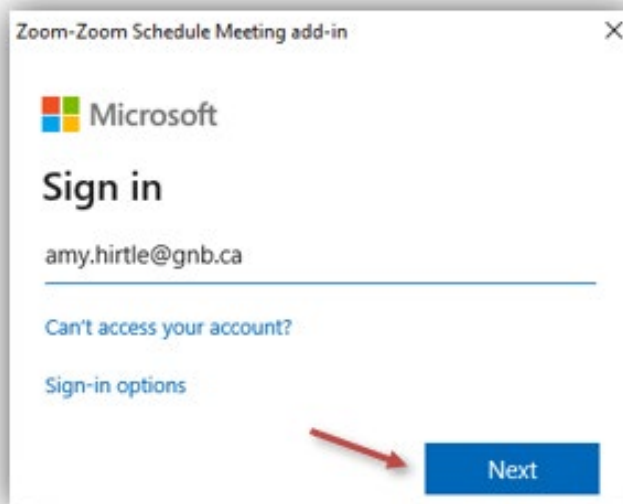 Zoom-Zoom Schedule Meeting add-in
Microsoft
Sign in
amy.hirtle@gnb.ca
Can't access your account?
Sign-in options
Next